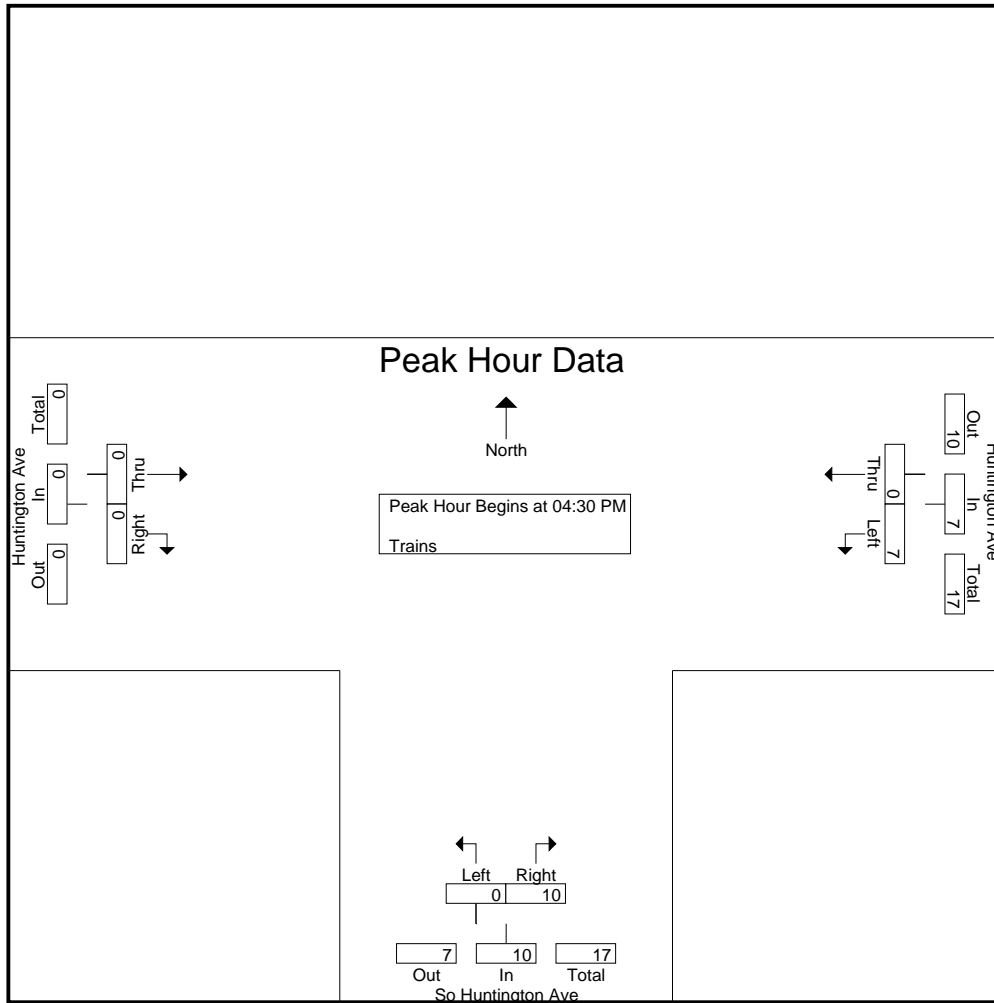 Peak Hour Data
North
Peak Hour Begins at 04:30 PM
Trains
Huntington Ave
Total
0
In
0
Out
0
Thru
0
Right
0
Huntington Ave
Out
10
In
7
Total
17
Thru
0
Left
7
Left Right
0 10
7 10 17
Out In Total
So Huntington Ave